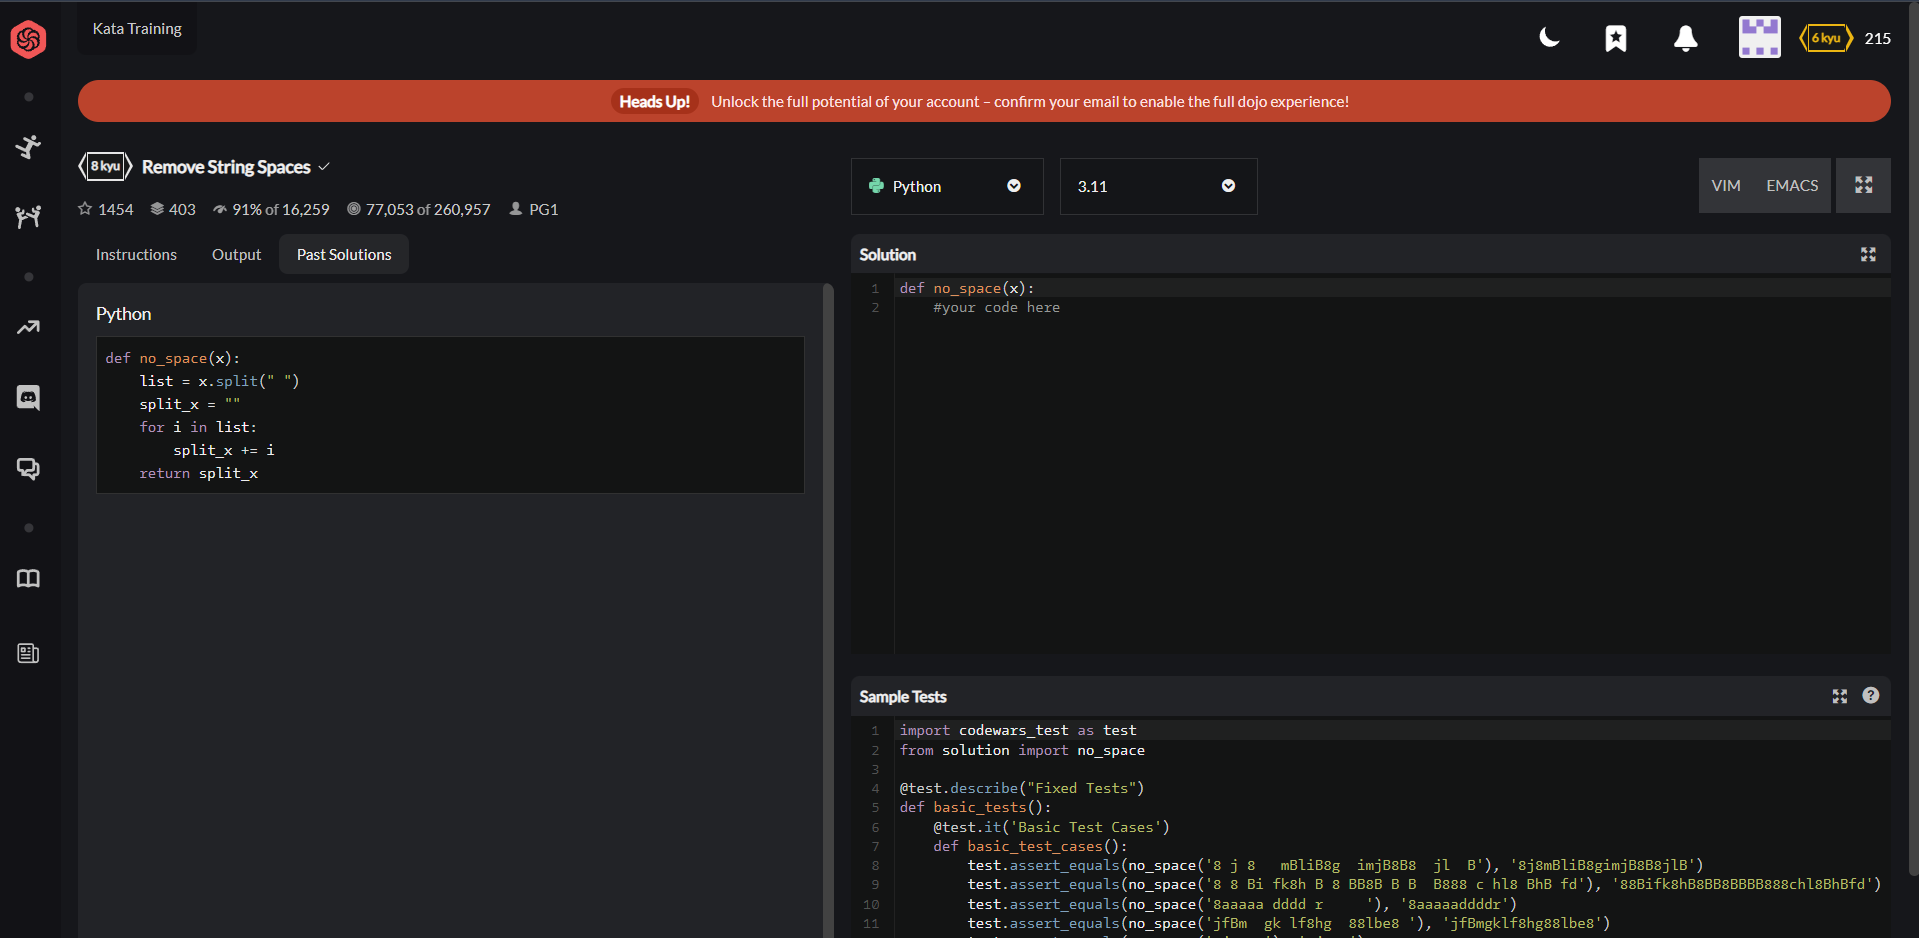 Kata Training
6 kyu 215
Heads Up! Unlock the full potential of your account – confirm your email to enable the full dojo experience!
8 kyu Remove String Spaces
1454 403 91% of 16,259 77,053 of 260,957 PG1
Instructions Output Past Solutions
Python
def no_space(x):
    list = x.split(" ")
    split_x = ""
    for i in list:
        split_x += i
    return split_x
Python 3.11 VIM EMACS
Solution
1 def no_space(x):
2     #your code here
Sample Tests
1 import codewars_test as test
2 from solution import no_space
3
4 @test.describe("Fixed Tests")
5 def basic_tests():
6     @test.it('Basic Test Cases')
7     def basic_test_cases():
8         test.assert_equals(no_space('8 j 8   mBliB8g  imjB8B8  jl  B'), '8j8mBliB8gimjB8B8jlB')
9         test.assert_equals(no_space('8 8 Bi fk8h B 8 BB8B B B  B888 c hl8 BhB fd'), '88Bifk8hB8BB8BBBB888chl8BhBfd')
10         test.assert_equals(no_space('8aaaaa dddd r     '), '8aaaaaddddr')
11         test.assert_equals(no_space('jfBm  gk lf8hg  88lbe8 '), 'jfBmgklf8hg88lbe8')